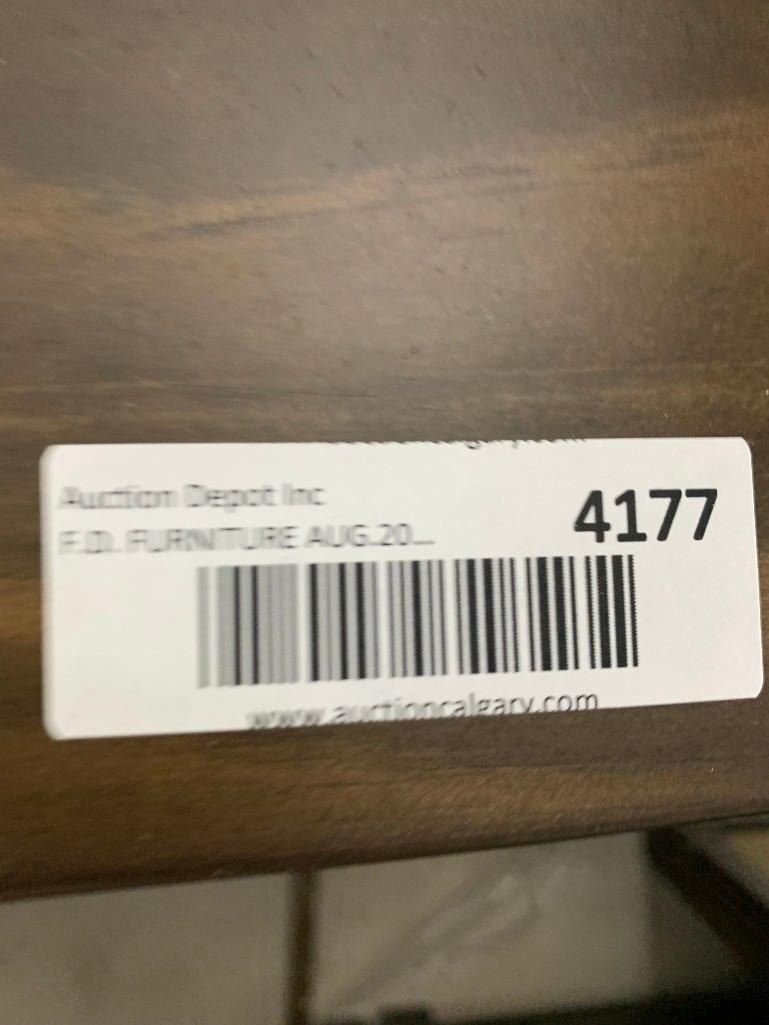 Auction Depot Inc
4177
F.D. FURNITURE AUG.20...
www.auctioncalgary.com